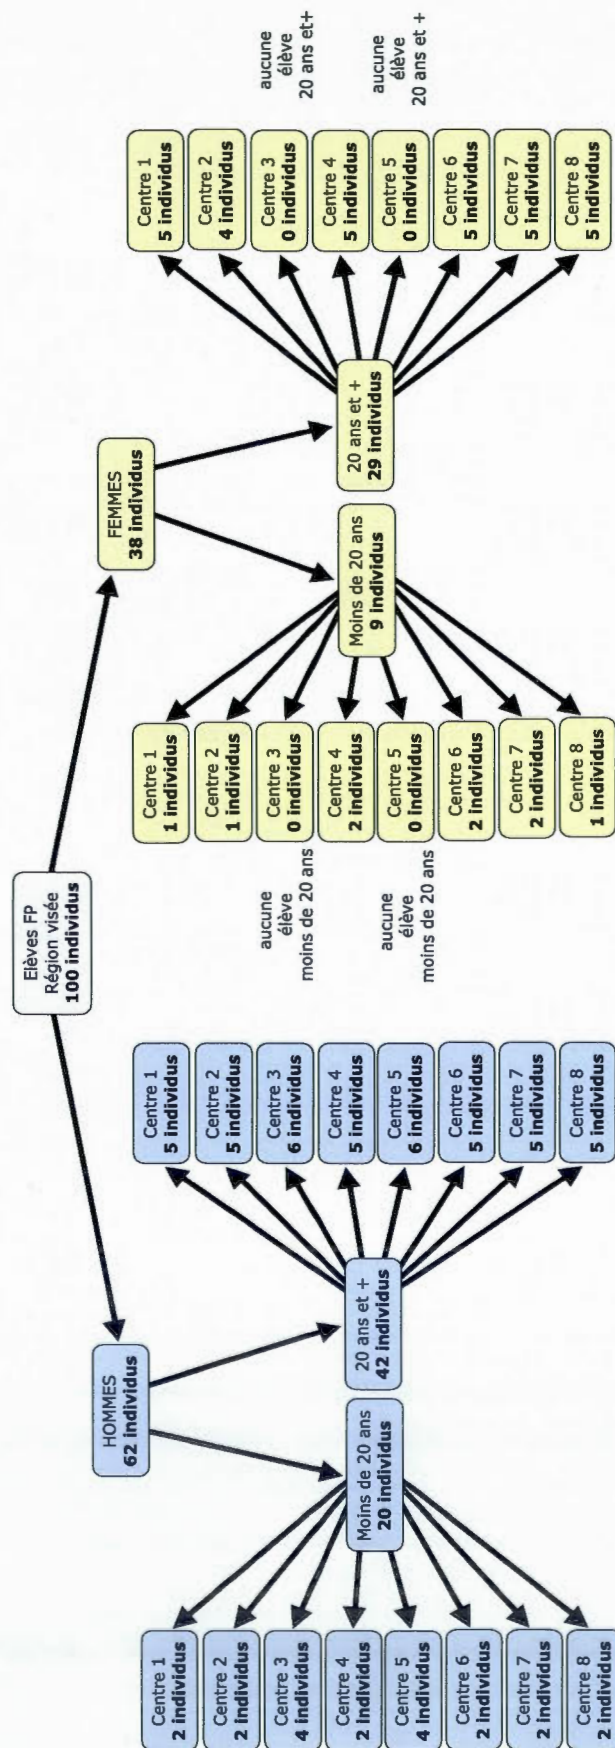 Elèves FP
Région visée
100 individus
HOMMES
62 individus
Moins de 20 ans
20 individus
Centre 1
2 individus
Centre 2
2 individus
Centre 3
4 individus
Centre 4
2 individus
Centre 5
4 individus
Centre 6
2 individus
Centre 7
2 individus
Centre 8
2 individus
20 ans et +
42 individus
Centre 1
5 individus
Centre 2
5 individus
Centre 3
6 individus
Centre 4
5 individus
Centre 5
6 individus
Centre 6
5 individus
Centre 7
5 individus
Centre 8
5 individus
FEMMES
38 individus
Moins de 20 ans
9 individus
Centre 1
1 individus
Centre 2
1 individus
Centre 3
0 individus
aucune
élève
moins de 20 ans
Centre 4
2 individus
Centre 5
0 individus
aucune
élève
moins de 20 ans
Centre 6
2 individus
Centre 7
2 individus
Centre 8
1 individus
20 ans et +
29 individus
Centre 1
5 individus
Centre 2
4 individus
Centre 3
0 individus
aucune
élève
20 ans et+
Centre 4
5 individus
Centre 5
0 individus
aucune
élève
20 ans et +
Centre 6
5 individus
Centre 7
5 individus
Centre 8
5 individus